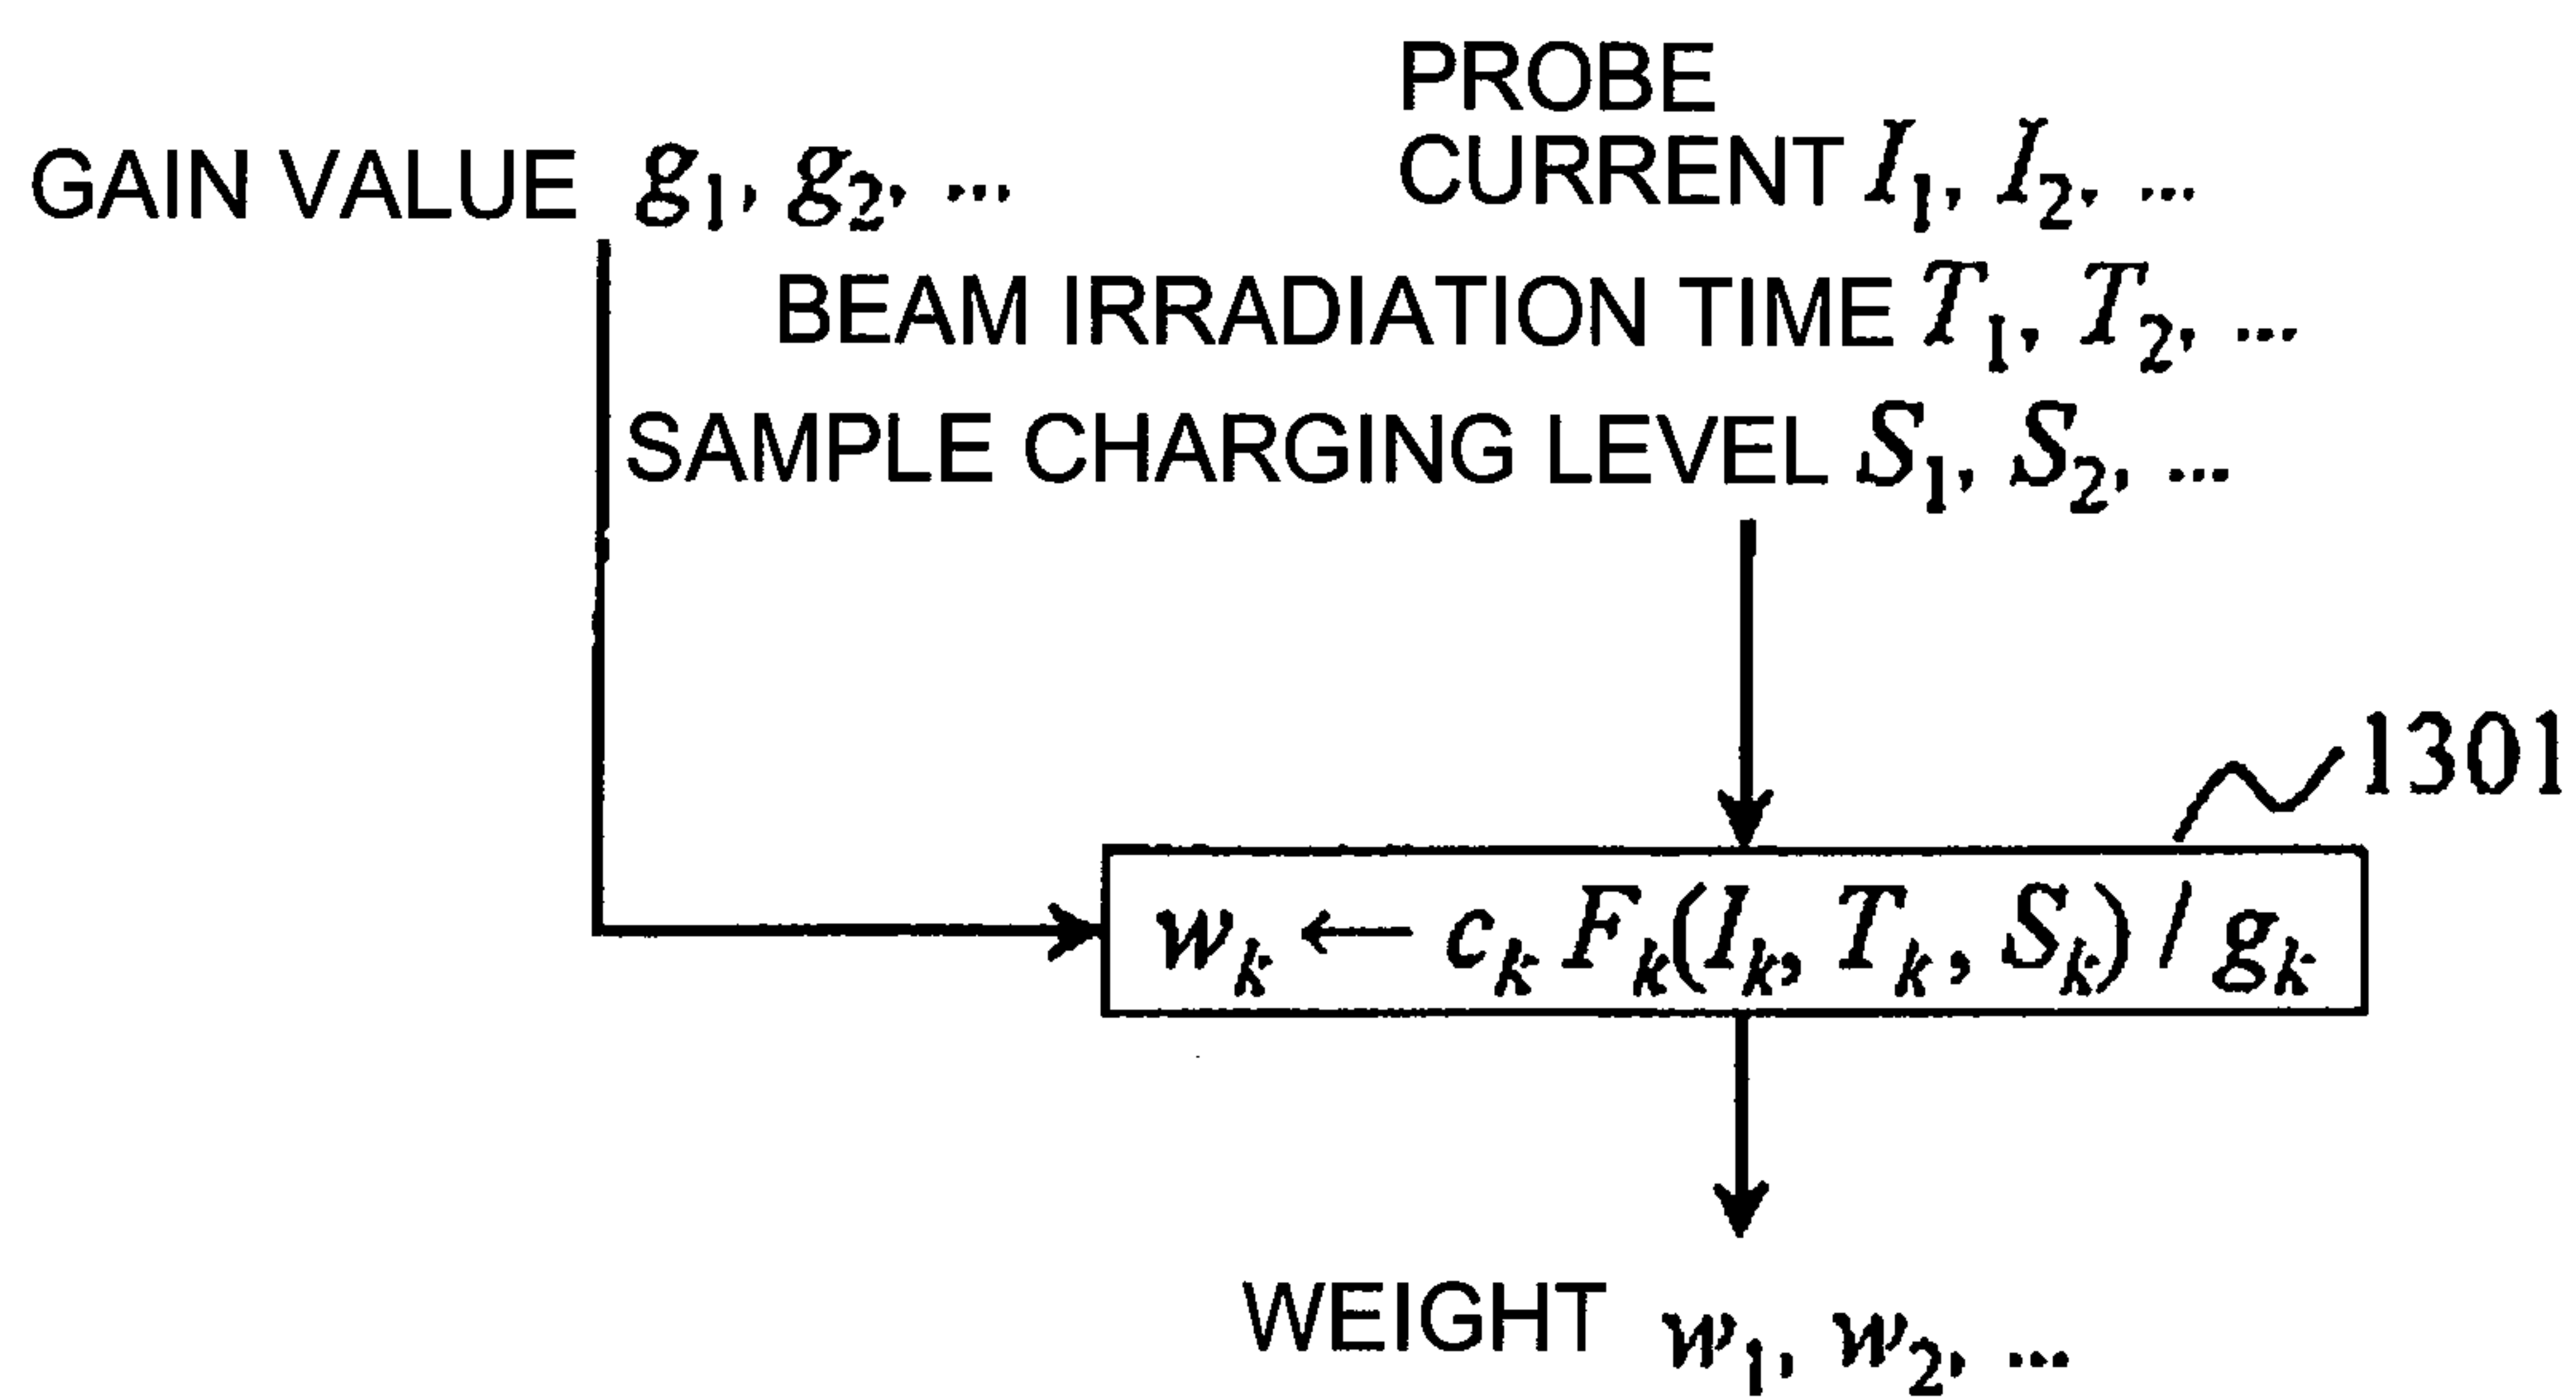 PROBE
GAIN VALUE g₁, g₂, ...
CURRENT I₁, I₂, ...
BEAM IRRADIATION TIME T₁, T₂, ...
SAMPLE CHARGING LEVEL S₁, S₂, ...
1301
wₖ ← cₖ Fₖ(Iₖ, Tₖ, Sₖ) / gₖ
WEIGHT w₁, w₂, ...